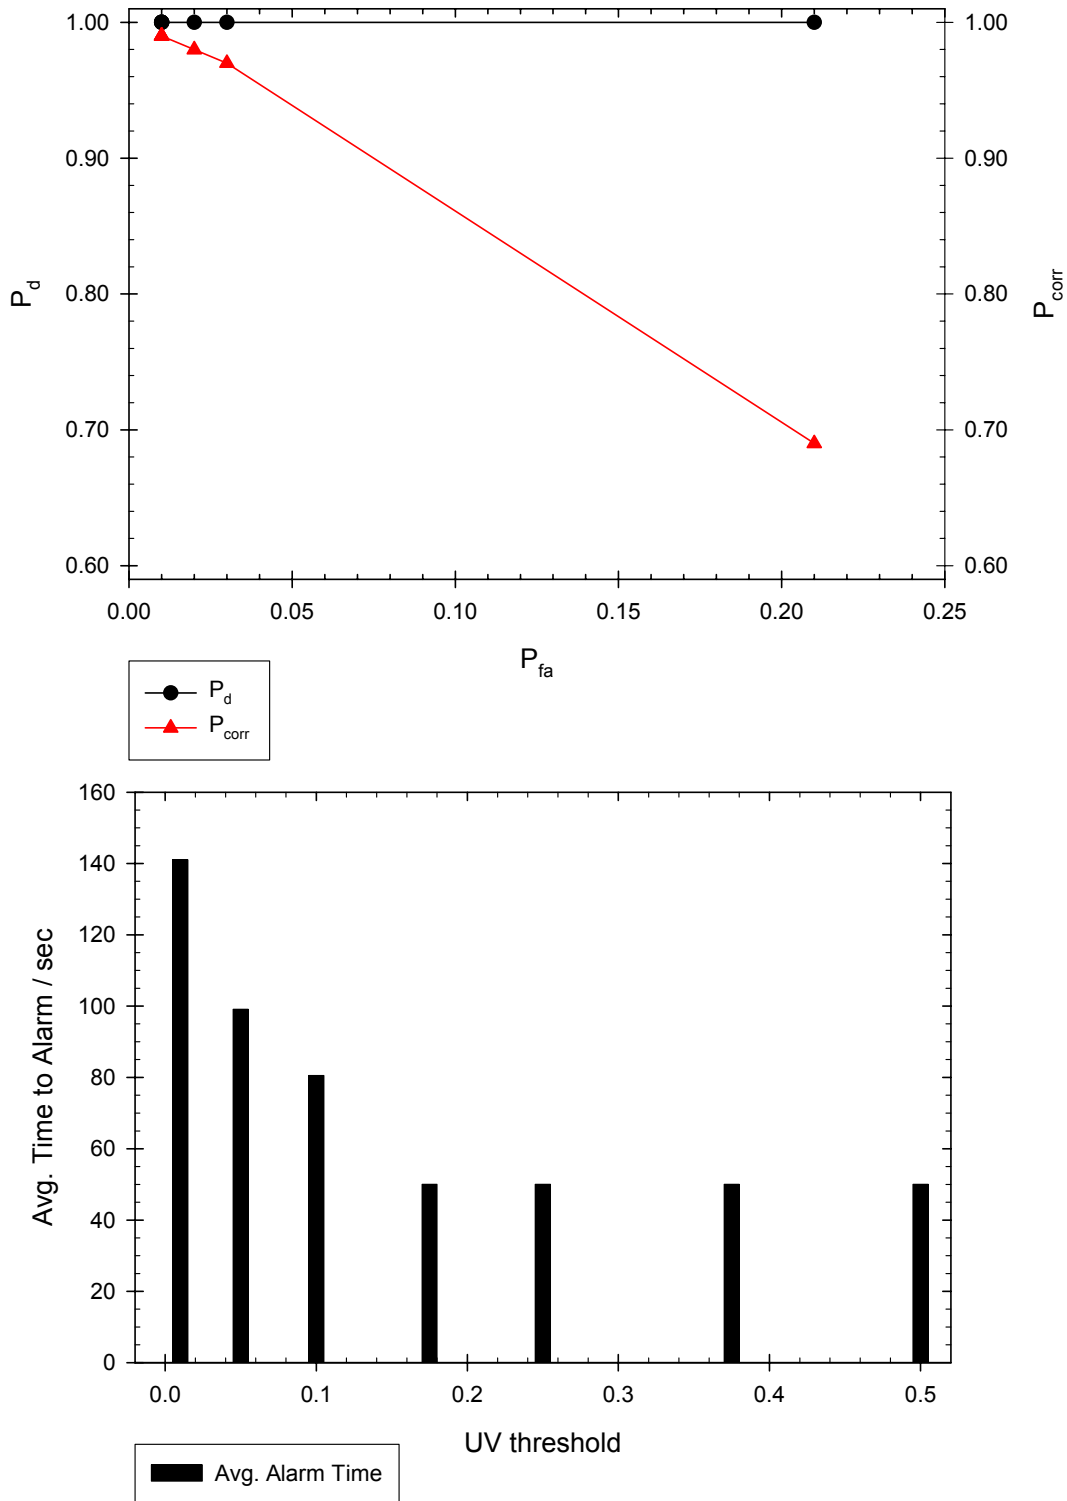 1.00
1.00
0.90
0.90
0.80
0.80
P_d
P_corr
0.70
0.70
0.60
0.60
0.00 0.05 0.10 0.15 0.20 0.25
P_fa
P_d
P_corr
160
140
120
100
80
60
40
20
0
Avg. Time to Alarm / sec
0.0 0.1 0.2 0.3 0.4 0.5
UV threshold
Avg. Alarm Time